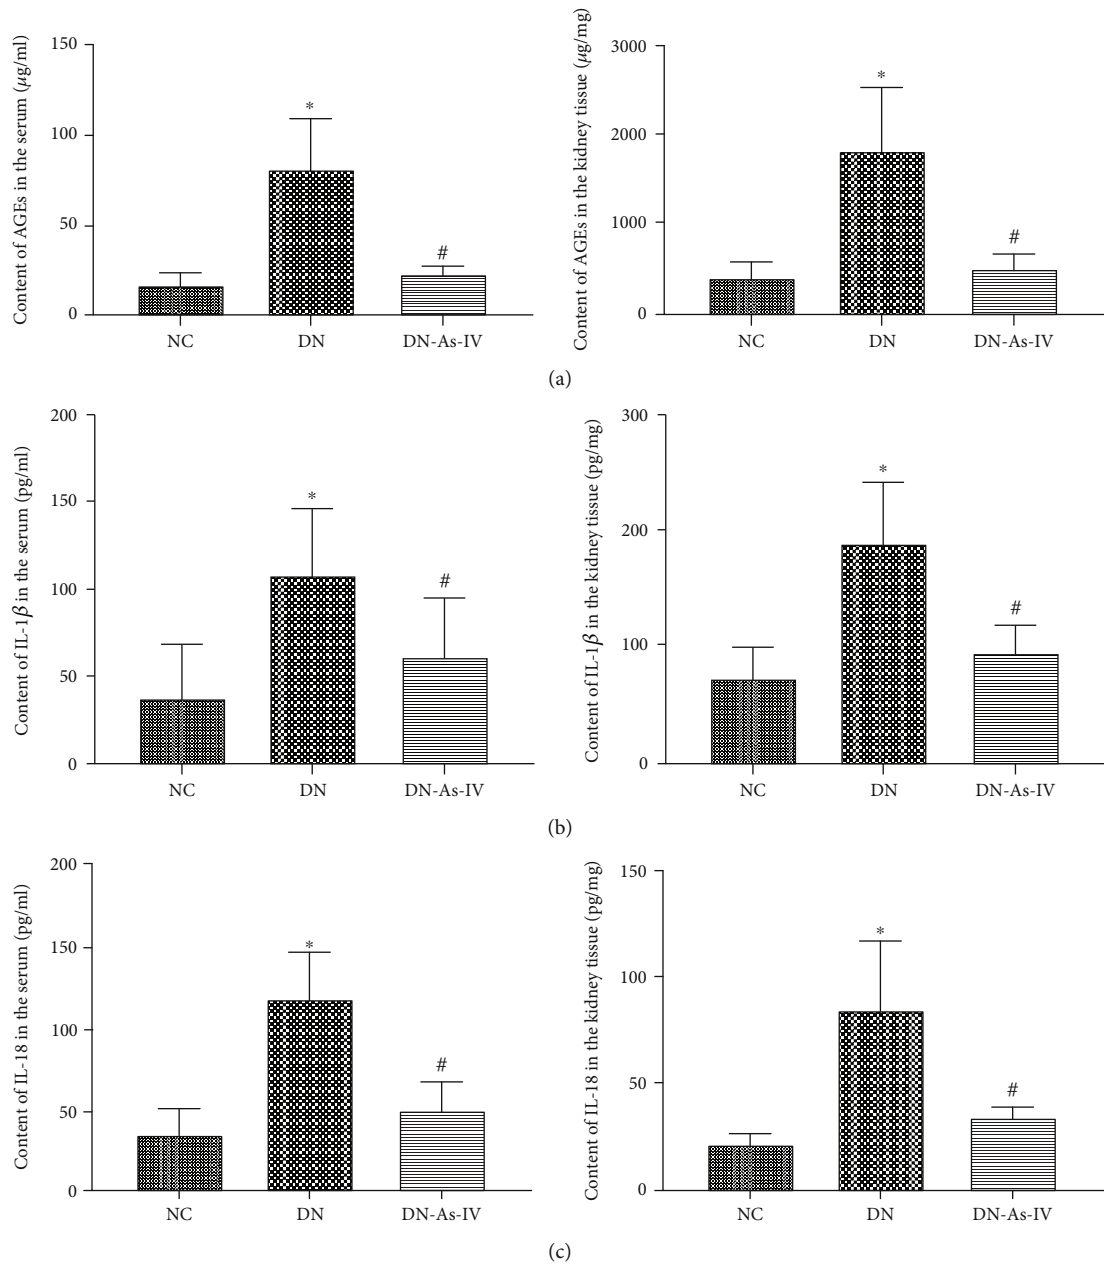 Content of AGEs in the serum (μg/ml)
150
100
50
0
*
#
NC
DN
DN-As-IV
Content of AGEs in the kidney tissue (μg/mg)
3000
2000
1000
0
*
#
NC
DN
DN-As-IV
(a)
Content of IL-1β in the serum (pg/ml)
200
150
100
50
0
*
#
NC
DN
DN-As-IV
Content of IL-1β in the kidney tissue (pg/mg)
300
200
100
0
*
#
NC
DN
DN-As-IV
(b)
Content of IL-18 in the serum (pg/ml)
200
150
100
50
0
*
#
NC
DN
DN-As-IV
Content of IL-18 in the kidney tissue (pg/mg)
150
100
50
0
*
#
NC
DN
DN-As-IV
(c)